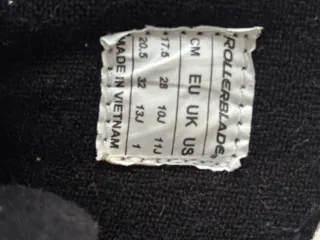 ROLLERBLADE.
CM EU UK US
*17.5 28 10J 11J
*20.5 32 13J 1
MADE IN VIETNAM